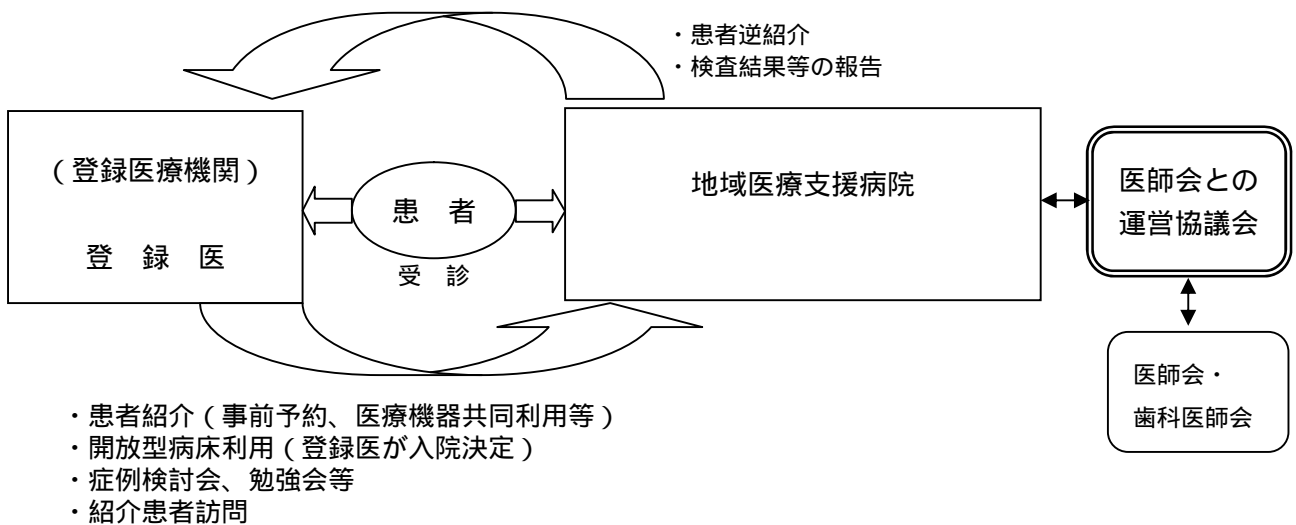 ・患者逆紹介
・検査結果等の報告
（登録医療機関）
登　録　医
患　者
受　診
地域医療支援病院
医師会との
運営協議会
医師会・
歯科医師会
・患者紹介（事前予約、医療機器共同利用等）
・開放型病床利用（登録医が入院決定）
・症例検討会、勉強会等
・紹介患者訪問